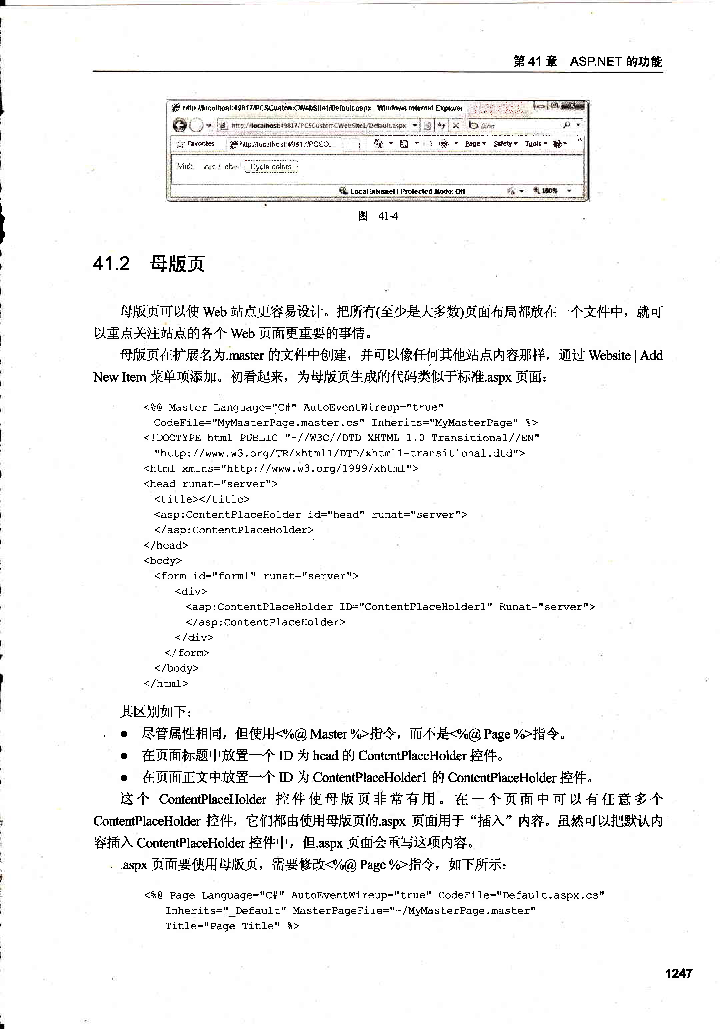 第 41 章 ASP.NET 的功能
http://localhost:49817/PCSCustomCWebSite1/Default.aspx - Windows Internet Explorer
http://localhost:49817/PCSCustomCWebSite1/Default.aspx
Favorites
Page Safety Tools
Cycle colors
Local intranet | Protected Mode: Off 100%
图 41-4
41.2 母版页
母版页可以使 Web 站点更容易设计。把所有(至少是大多数)页面布局都放在一个文件中，就可
以重点关注站点的各个 Web 页面更重要的事情。
母版页在扩展名为.master 的文件中创建，并可以像任何其他站点内容那样，通过 Website | Add
New Item 菜单项添加。初看起来，为母版页生成的代码类似于标准.aspx 页面：
<%@ Master Language="C#" AutoEventWireup="true"
CodeFile="MyMasterPage.master.cs" Inherits="MyMasterPage" %>
<!DOCTYPE html PUBLIC "-//W3C//DTD XHTML 1.0 Transitional//EN"
"http://www.w3.org/TR/xhtml1/DTD/xhtml1-transitional.dtd">
<html xmlns="http://www.w3.org/1999/xhtml">
<head runat="server">
<title></title>
<asp:ContentPlaceHolder id="head" runat="server">
</asp:ContentPlaceHolder>
</head>
<body>
<form id="form1" runat="server">
<div>
<asp:ContentPlaceHolder ID="ContentPlaceHolder1" Runat="server">
</asp:ContentPlaceHolder>
</div>
</form>
</body>
</html>
其区别如下：
● 尽管属性相同，但使用<%@ Master %>指令，而不是<%@ Page %>指令。
● 在页面标题中放置一个 ID 为 head 的 ContentPlaceHolder 控件。
● 在页面正文中放置一个 ID 为 ContentPlaceHolder1 的 ContentPlaceHolder 控件。
这个 ContentPlaceHolder 控件使母版页非常有用。在一个页面中可以有任意多个
ContentPlaceHolder 控件，它们都由使用母版页的.aspx 页面用于“插入”内容。虽然可以把默认内
容插入 ContentPlaceHolder 控件中，但.aspx 页面会重写这项内容。
.aspx 页面要使用母版页，需要修改<%@ Page %>指令，如下所示：
<%@ Page Language="C#" AutoEventWireup="true" CodeFile="Default.aspx.cs"
Inherits="_Default" MasterPageFile="~/MyMasterPage.master"
Title="Page Title" %>
1247